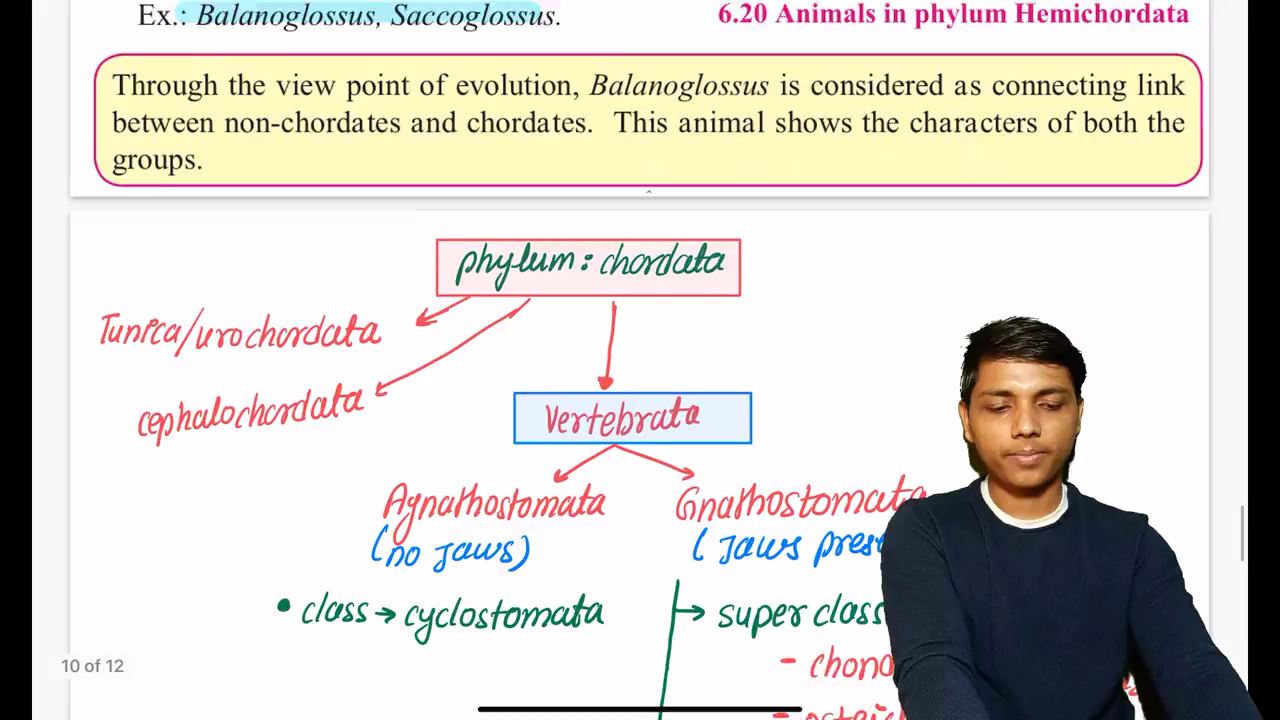 Ex.: Balanoglossus, Saccoglossus.
6.20 Animals in phylum Hemichordata
Through the view point of evolution, Balanoglossus is considered as connecting link
between non-chordates and chordates. This animal shows the characters of both the
groups.
phylum: chordata
Tunica/urochordata
cephalochordata
Vertebrata
Agnathostomata
Gnathostomata
(no Jaws)
( Jaws
• class → cyclostomata
→ super class
10 of 12